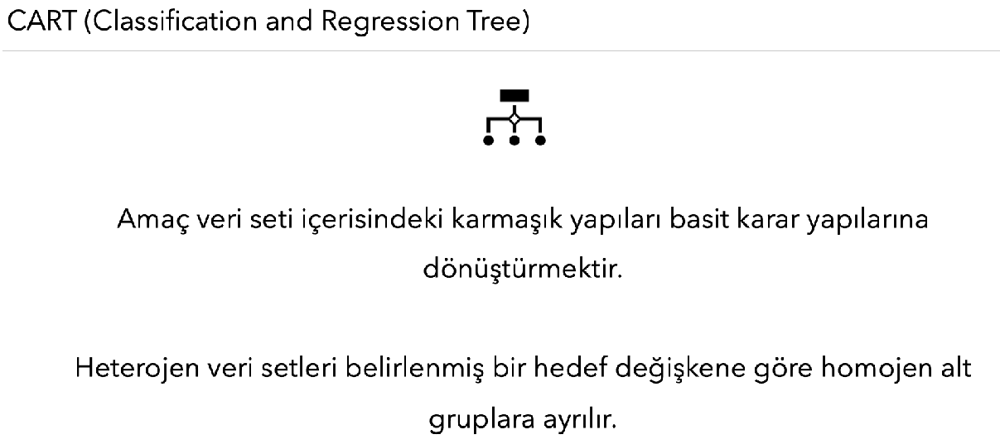 CART (Classification and Regression Tree)
Amaç veri seti içerisindeki karmaşık yapıları basit karar yapılarına
dönüştürmektir.
Heterojen veri setleri belirlenmiş bir hedef değişkene göre homojen alt
gruplara ayrılır.